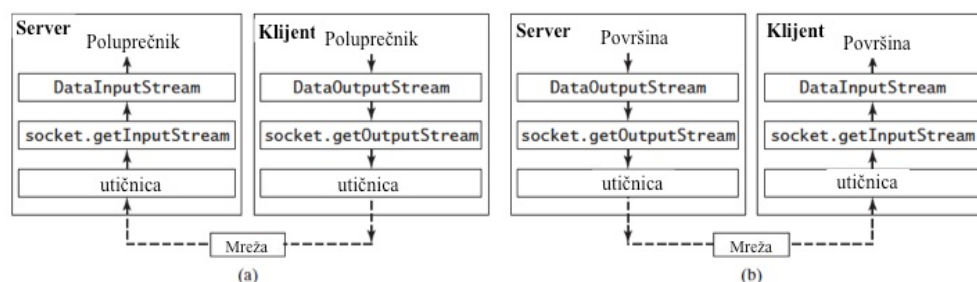 Server
Poluprečnik
DataInputStream
socket.getInputStream
utičnica
Klijent
Poluprečnik
DataOutputStream
socket.getOutputStream
utičnica
Mreža
(a)
Server
Površina
DataOutputStream
socket.getOutputStream
utičnica
Klijent
Površina
DataInputStream
socket.getInputStream
utičnica
Mreža
(b)